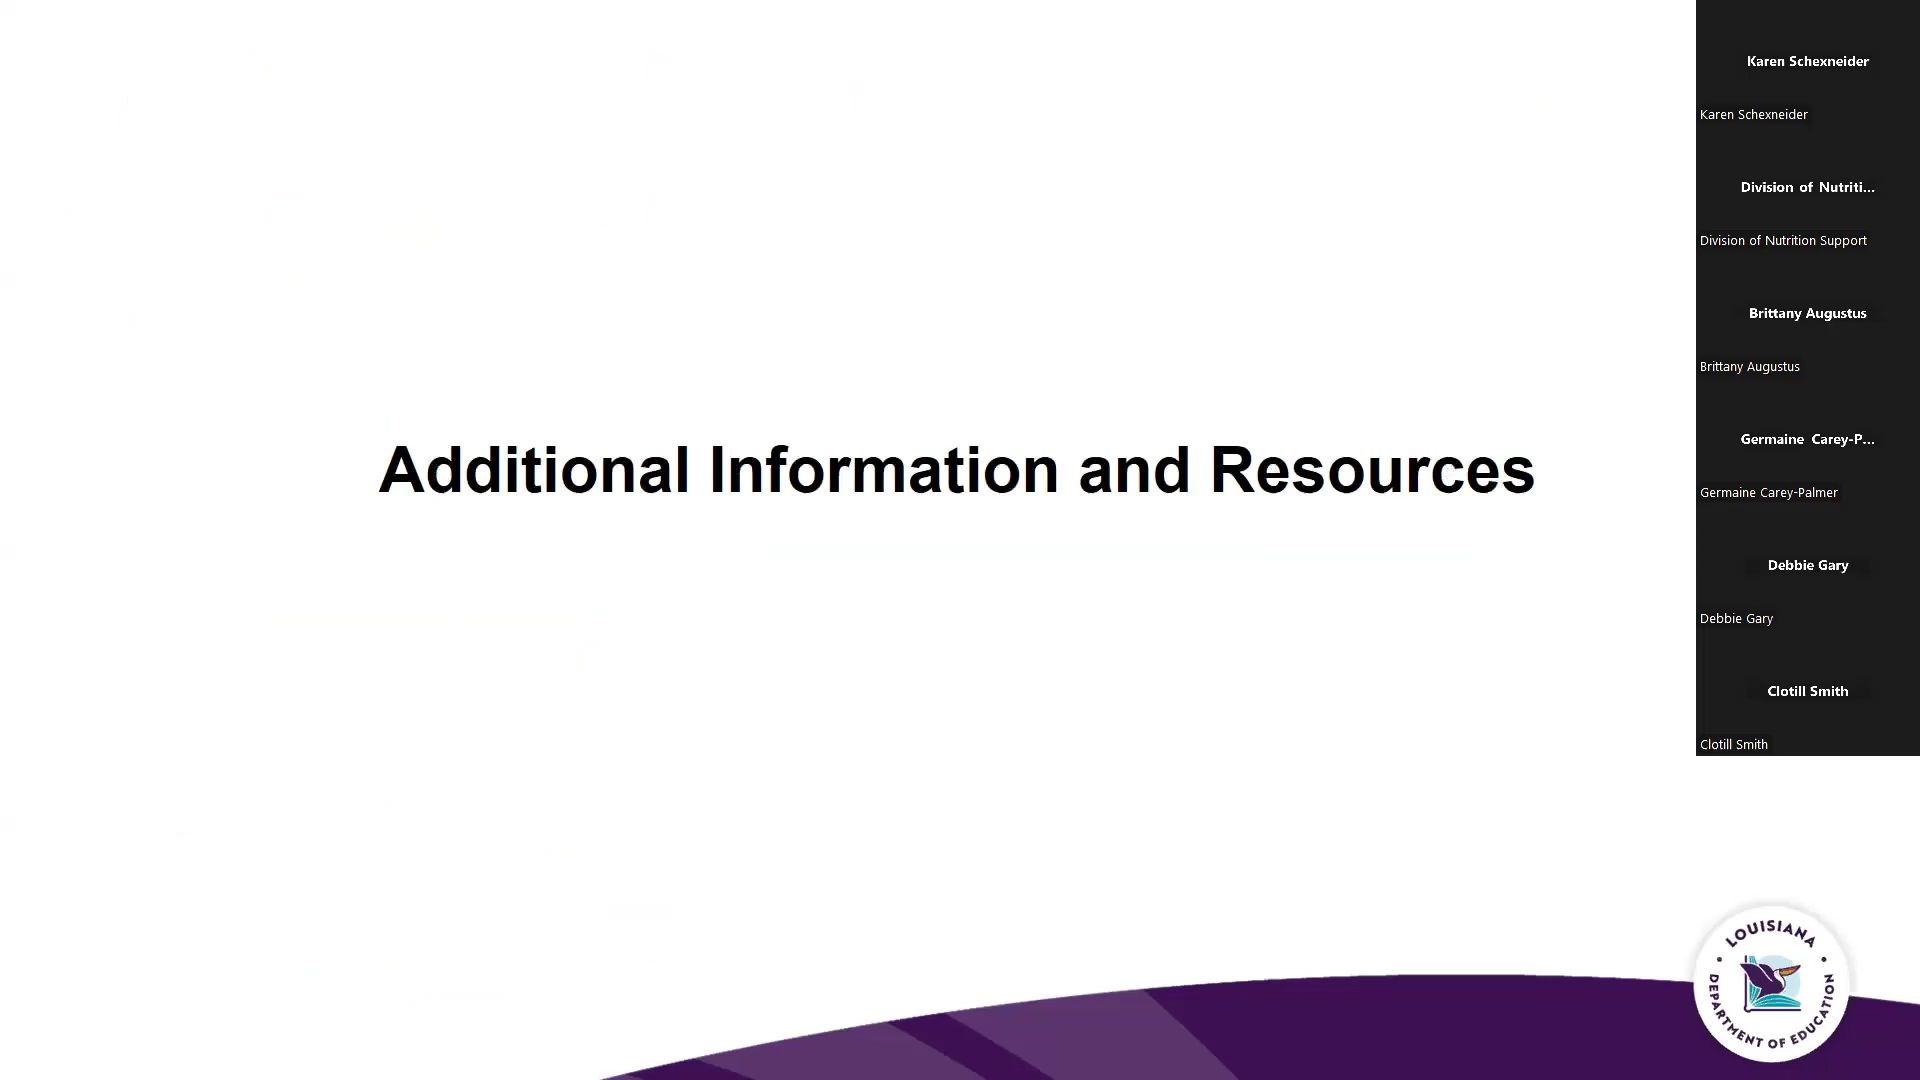 Additional Information and Resources
Karen Schexneider
Karen Schexneider
Division of Nutriti...
Division of Nutrition Support
Brittany Augustus
Brittany Augustus
Germaine Carey-P...
Germaine Carey-Palmer
Debbie Gary
Debbie Gary
Clotill Smith
Clotill Smith
LOUISIANA
DEPARTMENT OF EDUCATION